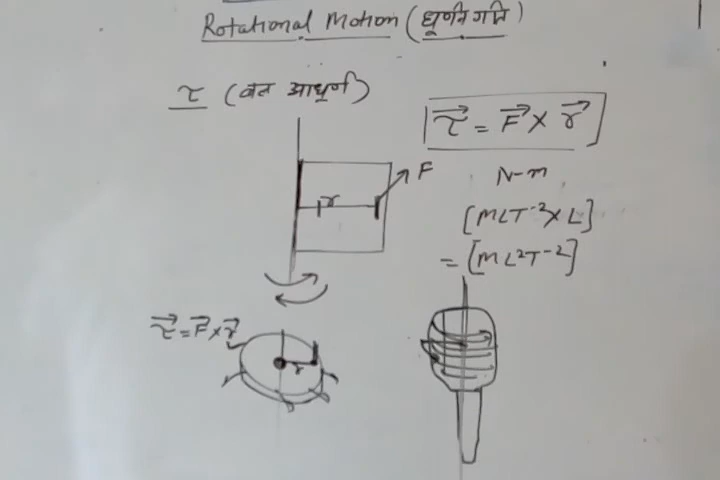 Rotational Motion (घूर्णन गति)
τ (बल आघूर्ण)
τ⃗ = F⃗ × r⃗
N-m
[MLT⁻² × L]
= [ML²T⁻²]
F
r
τ⃗ = F⃗ × r⃗
r